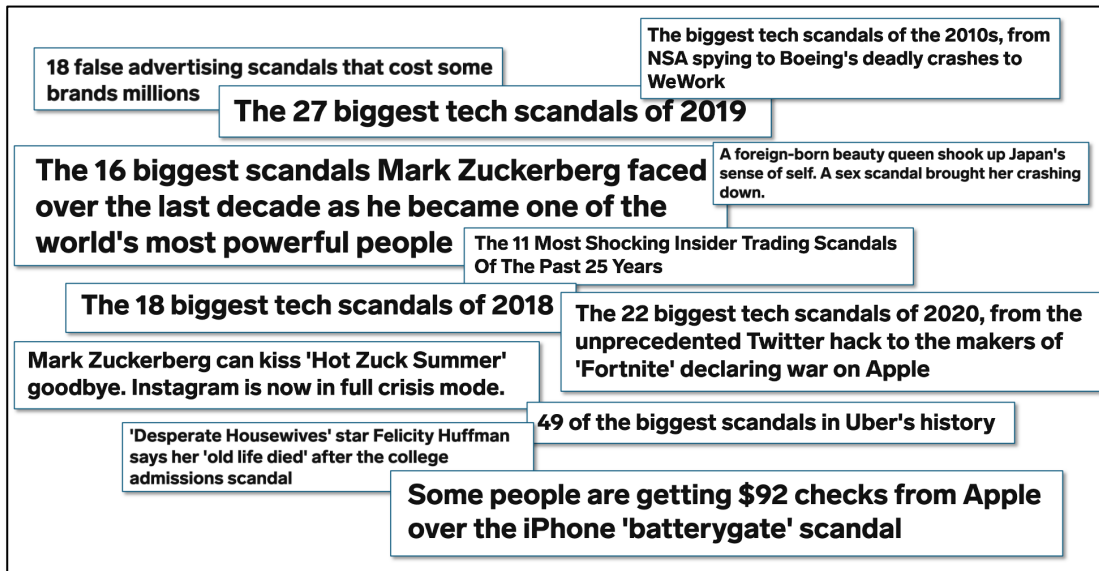 The biggest tech scandals of the 2010s, from
NSA spying to Boeing's deadly crashes to
WeWork
18 false advertising scandals that cost some
brands millions
The 27 biggest tech scandals of 2019
The 16 biggest scandals Mark Zuckerberg faced
over the last decade as he became one of the
world's most powerful people
A foreign-born beauty queen shook up Japan's
sense of self. A sex scandal brought her crashing
down.
The 11 Most Shocking Insider Trading Scandals
Of The Past 25 Years
The 18 biggest tech scandals of 2018
The 22 biggest tech scandals of 2020, from the
unprecedented Twitter hack to the makers of
'Fortnite' declaring war on Apple
Mark Zuckerberg can kiss 'Hot Zuck Summer'
goodbye. Instagram is now in full crisis mode.
49 of the biggest scandals in Uber's history
'Desperate Housewives' star Felicity Huffman
says her 'old life died' after the college
admissions scandal
Some people are getting $92 checks from Apple
over the iPhone 'batterygate' scandal